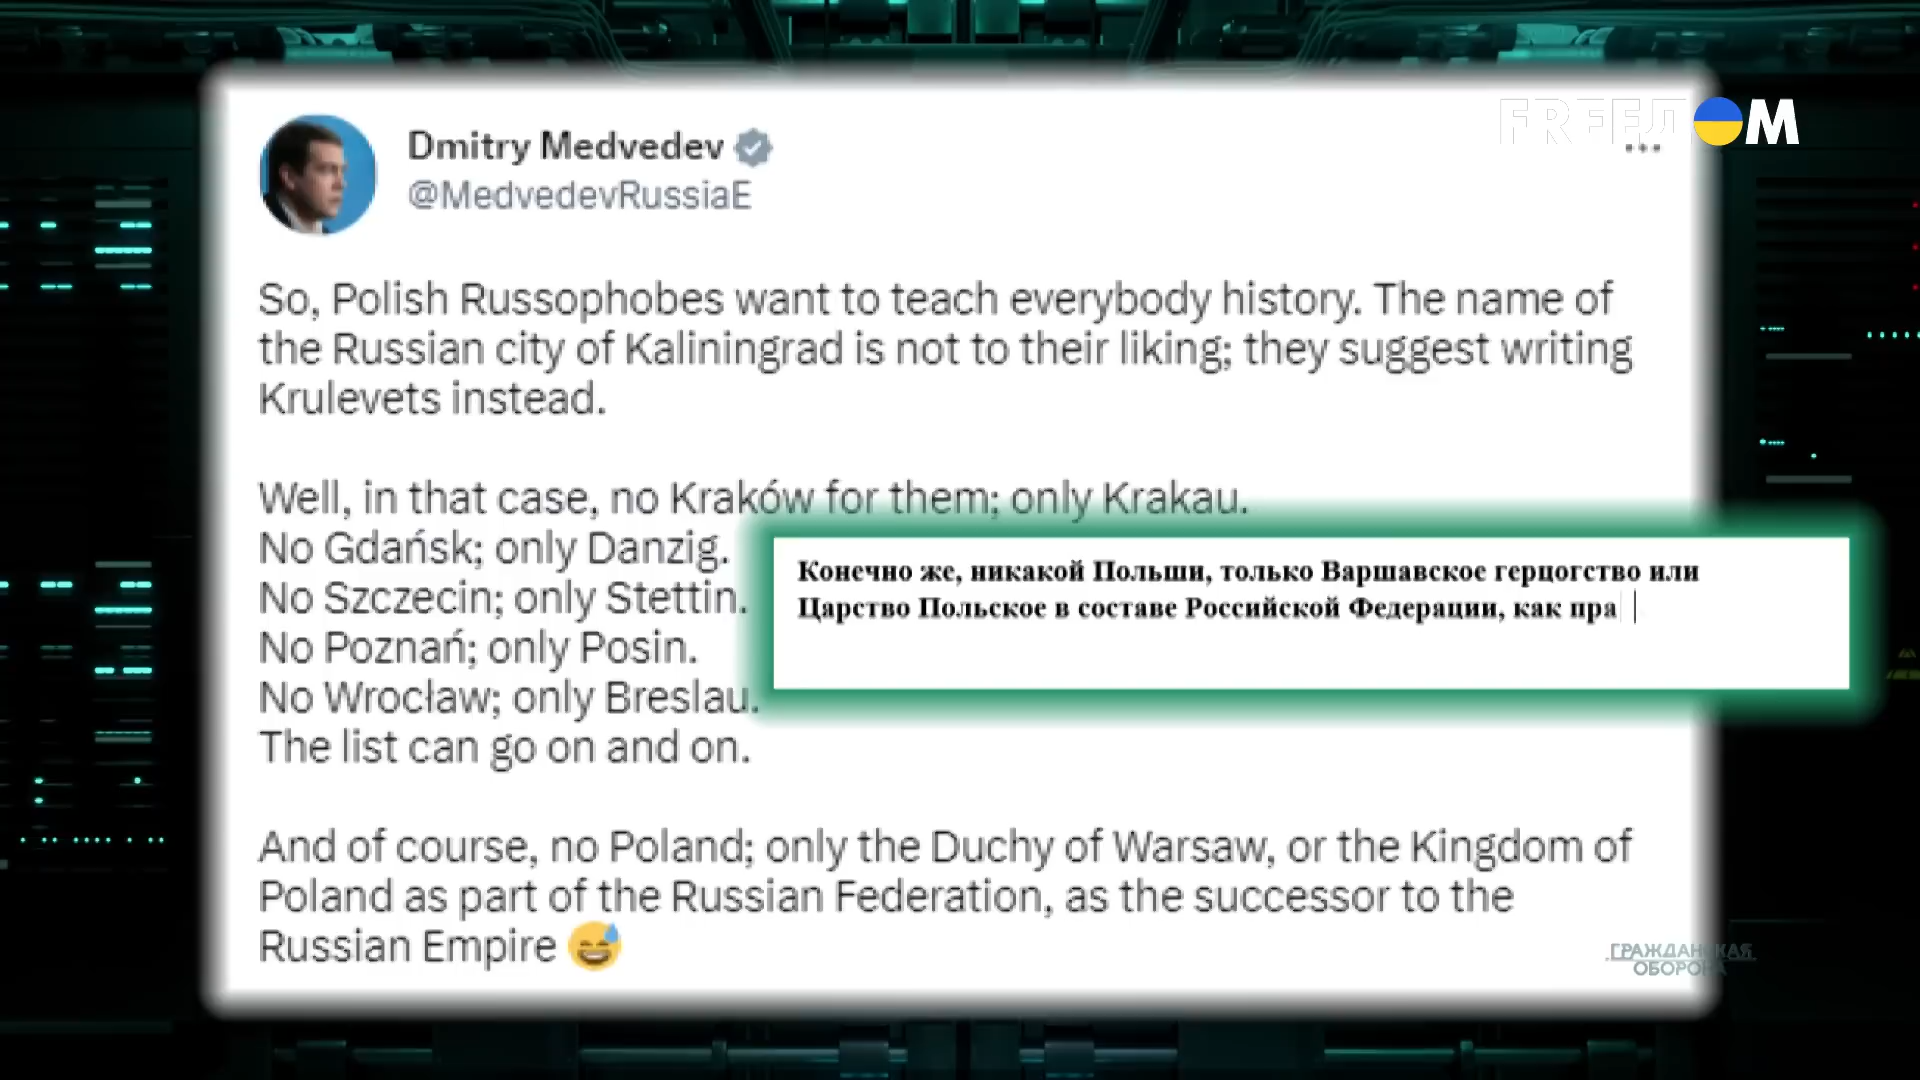 FREEДOM
Dmitry Medvedev
@MedvedevRussiaE
So, Polish Russophobes want to teach everybody history. The name of
the Russian city of Kaliningrad is not to their liking; they suggest writing
Krulevets instead.
Well, in that case, no Kraków for them; only Krakau.
No Gdańsk; only Danzig.
No Szczecin; only Stettin.
No Poznań; only Posin.
No Wrocław; only Breslau.
The list can go on and on.
Конечно же, никакой Польши, только Варшавское герцогство или
Царство Польское в составе Российской Федерации, как пра
And of course, no Poland; only the Duchy of Warsaw, or the Kingdom of
Poland as part of the Russian Federation, as the successor to the
Russian Empire 😅
ГРАЖДАНСКАЯ
ОБОРОНА